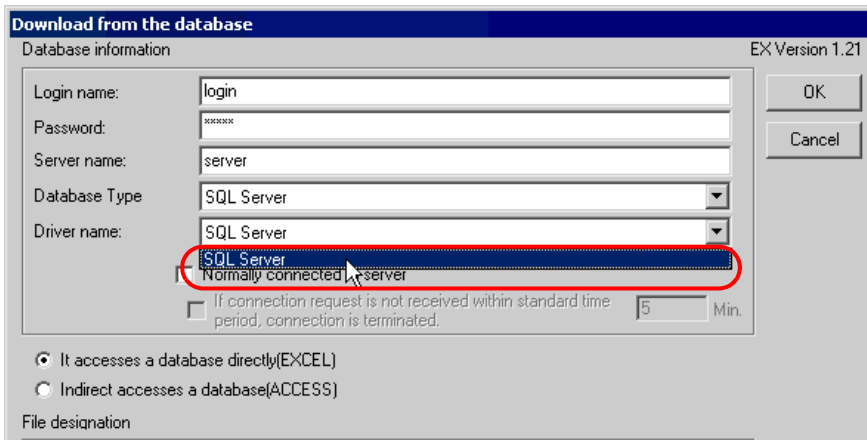 Download from the database
Database information
EX Version 1.21
Login name:
login
OK
Password:
xxxxx
Cancel
Server name:
server
Database Type
SQL Server
Driver name:
SQL Server
SQL Server
Normally connected server
If connection request is not received within standard time
period, connection is terminated.
5
Min.
It accesses a database directly(EXCEL)
Indirect accesses a database(ACCESS)
File designation